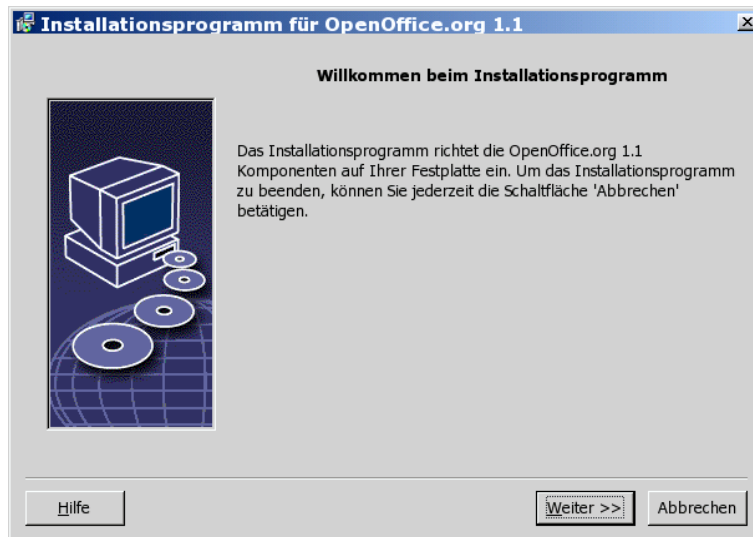 Installationsprogramm für OpenOffice.org 1.1
Willkommen beim Installationsprogramm
Das Installationsprogramm richtet die OpenOffice.org 1.1
Komponenten auf Ihrer Festplatte ein. Um das Installationsprogramm
zu beenden, können Sie jederzeit die Schaltfläche 'Abbrechen'
betätigen.
Hilfe
Weiter >>
Abbrechen